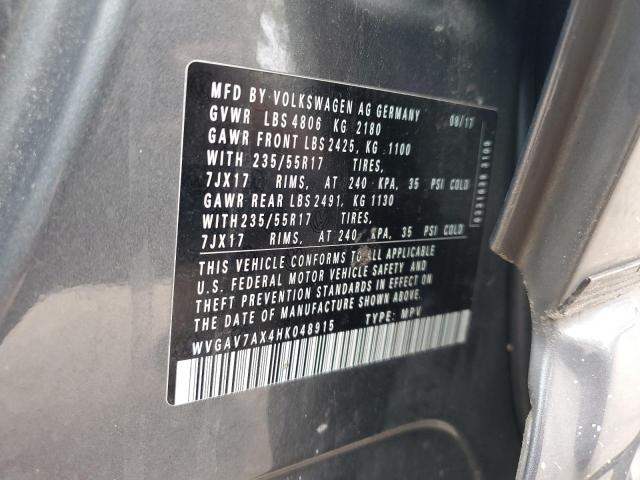 MFD BY VOLKSWAGEN AG GERMANY 09/17
GVWR LBS 4806 KG 2180
GAWR FRONT LBS 2425, KG 1100
WITH 235/55R17 TIRES,
7JX17 RIMS, AT 240 KPA, 35 PSI COLD
GAWR REAR LBS 2491, KG 1130
WITH 235/55R17 TIRES,
7JX17 RIMS, AT 240 KPA, 35 PSI COLD
THIS VEHICLE CONFORMS TO ALL APPLICABLE
U.S. FEDERAL MOTOR VEHICLE SAFETY AND
THEFT PREVENTION STANDARDS IN EFFECT ON
THE DATE OF MANUFACTURE SHOWN ABOVE.
WVGAV7AX4HK048915 TYPE: MPV